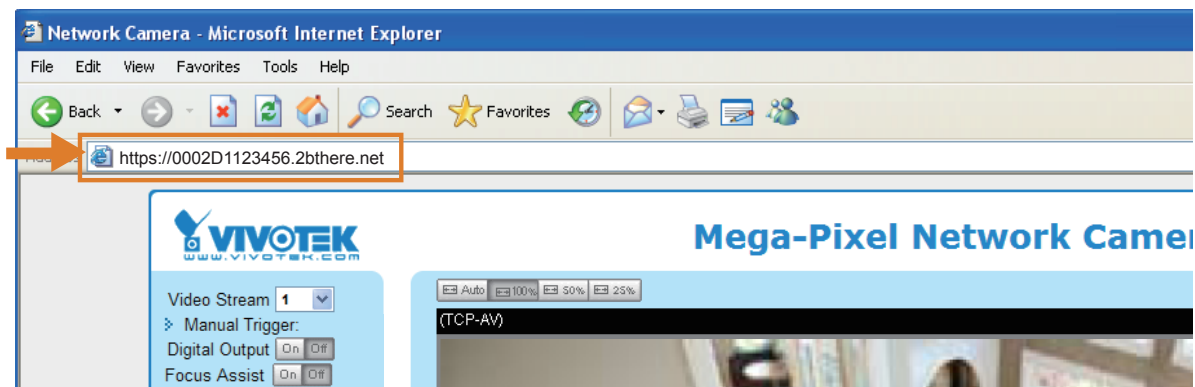 Network Camera - Microsoft Internet Explorer
File Edit View Favorites Tools Help
Back Search Favorites
https://0002D1123456.2bthere.net
VIVOTEK
www.vivotek.com
Mega-Pixel Network
Video Stream 1
Auto 100% 50% 25%
Manual Trigger:
(TCP-AV)
Digital Output On Off
Focus Assist On Off